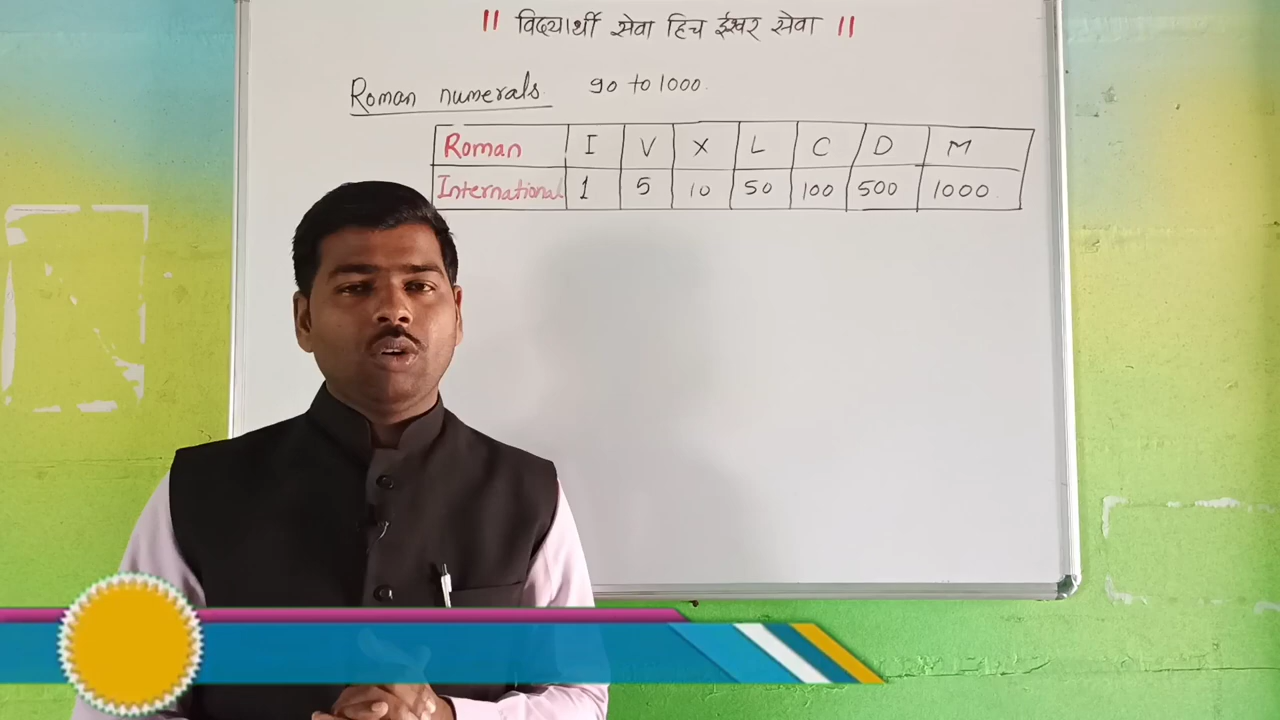 || विद्यार्थी सेवा हिच ईश्वर सेवा ||
Roman numerals. 90 to 1000.
Roman I V X L C D M
International 1 5 10 50 100 500 1000.